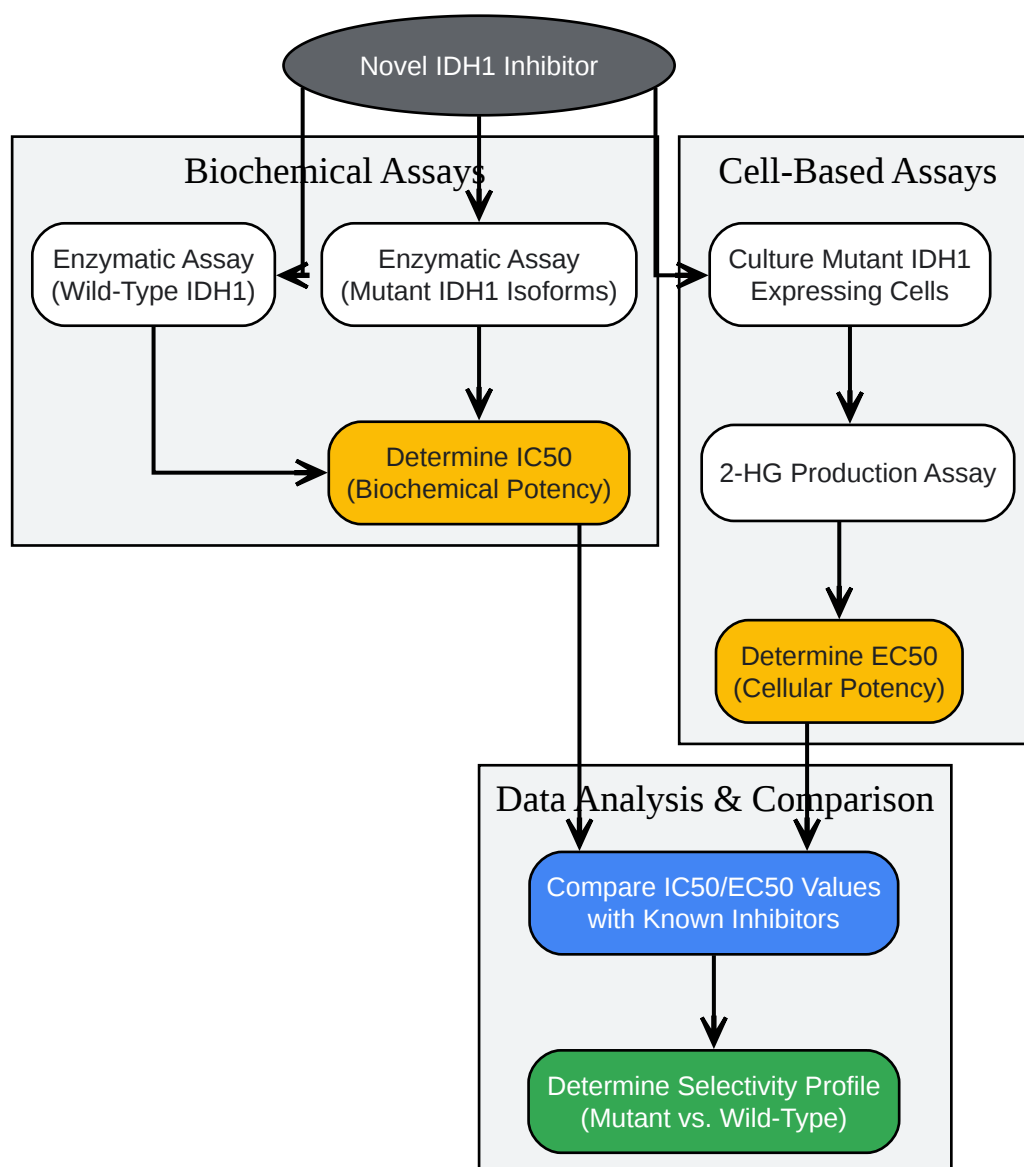 Novel IDH1 Inhibitor
Biochemical Assays
Cell-Based Assays
Enzymatic Assay
(Wild-Type IDH1)
Enzymatic Assay
(Mutant IDH1 Isoforms)
Culture Mutant IDH1
Expressing Cells
Determine IC50
(Biochemical Potency)
2-HG Production Assay
Determine EC50
(Cellular Potency)
Data Analysis & Comparison
Compare IC50/EC50 Values
with Known Inhibitors
Determine Selectivity Profile
(Mutant vs. Wild-Type)